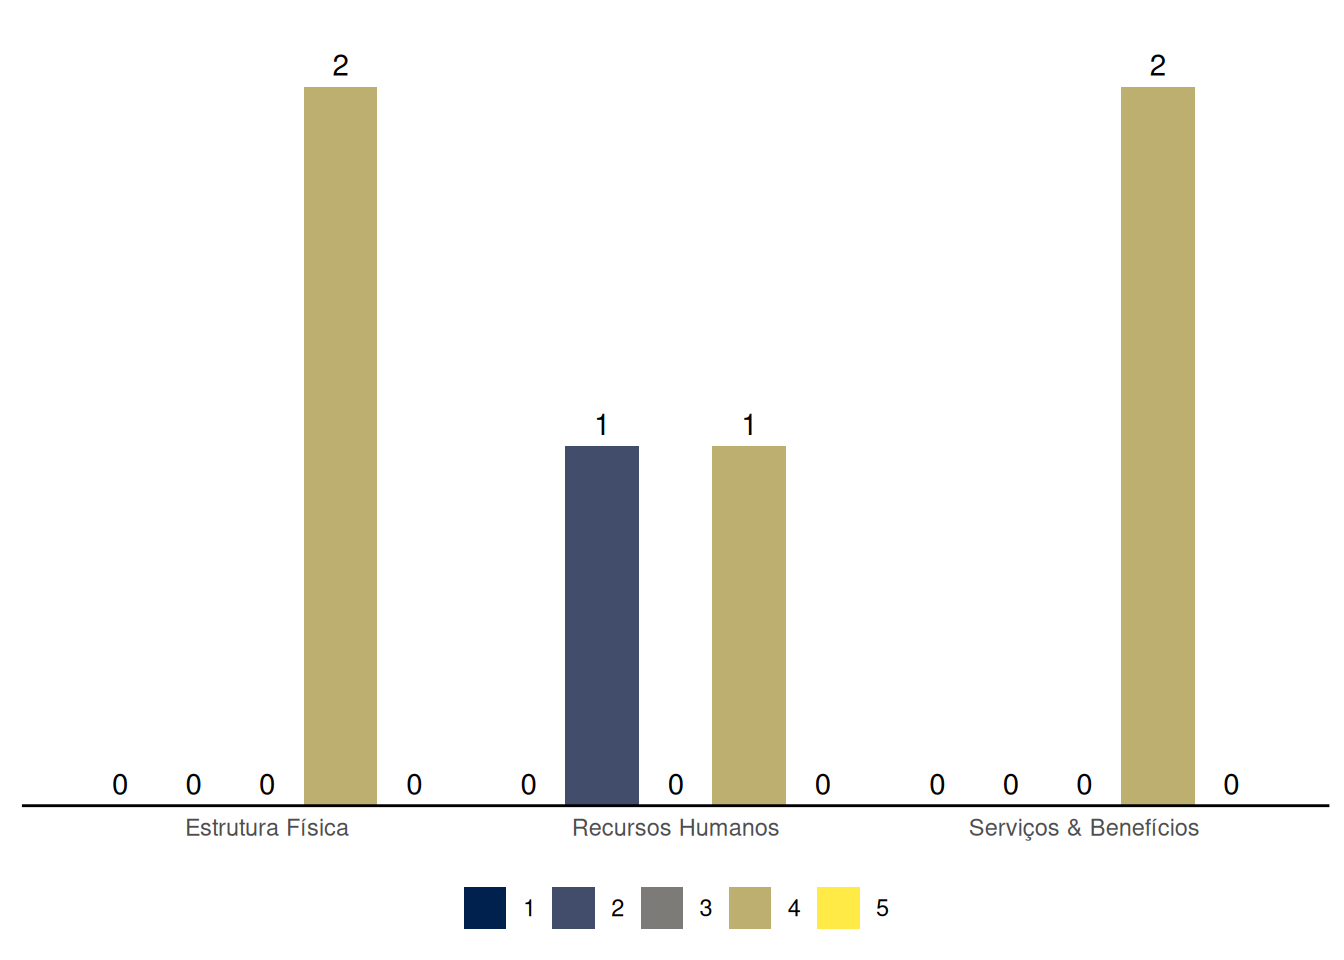 2 2
1 1
0 0 0 0 0 0 0 0 0 0 0
Estrutura Física Recursos Humanos Serviços & Benefícios
1 2 3 4 5